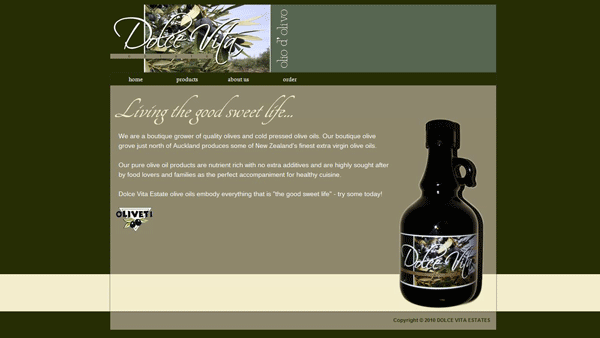 Dolce Vita
olio d' olivo
home products about us order
Living the good sweet life...
We are a boutique grower of quality olives and cold pressed olive oils. Our boutique olive
grove just north of Auckland produces some of New Zealand's finest extra virgin olive oils.
Our pure olive oil products are nutrient rich with no extra additives and are highly sought after
by food lovers and families as the perfect accompaniment for healthy cuisine.
Dolce Vita Estate olive oils embody everything that is "the good sweet life" - try some today!
OLIVETI
Dolce Vita
Copyright © 2010 DOLCE VITA ESTATES